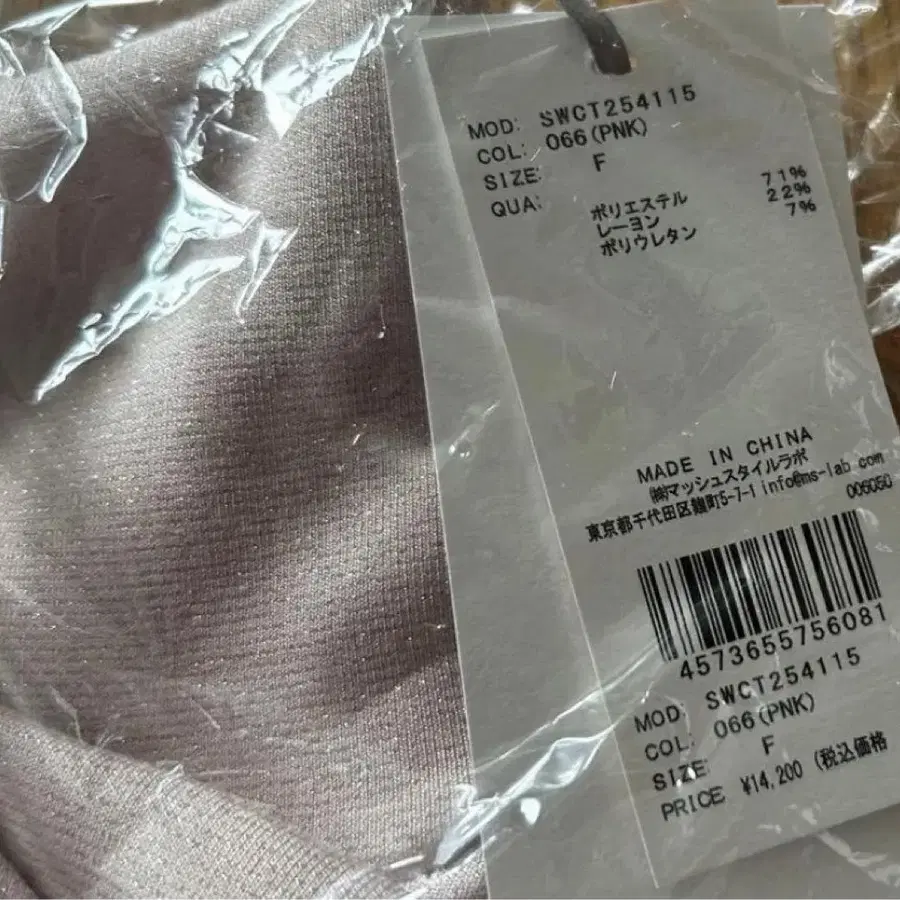 MOD: SWCT254115
COL: 066(PNK)
SIZE: F
QUA: ポリエステル 71%
レーヨン 22%
ポリウレタン 7%
MADE IN CHINA
㈱マッシュスタイルラボ
東京都千代田区麹町5-7-1 info@ms-lab.com
006050
4573655756081
MOD: SWCT254115
COL: 066(PNK)
SIZE: F
PRICE ¥14,200 (税込価格